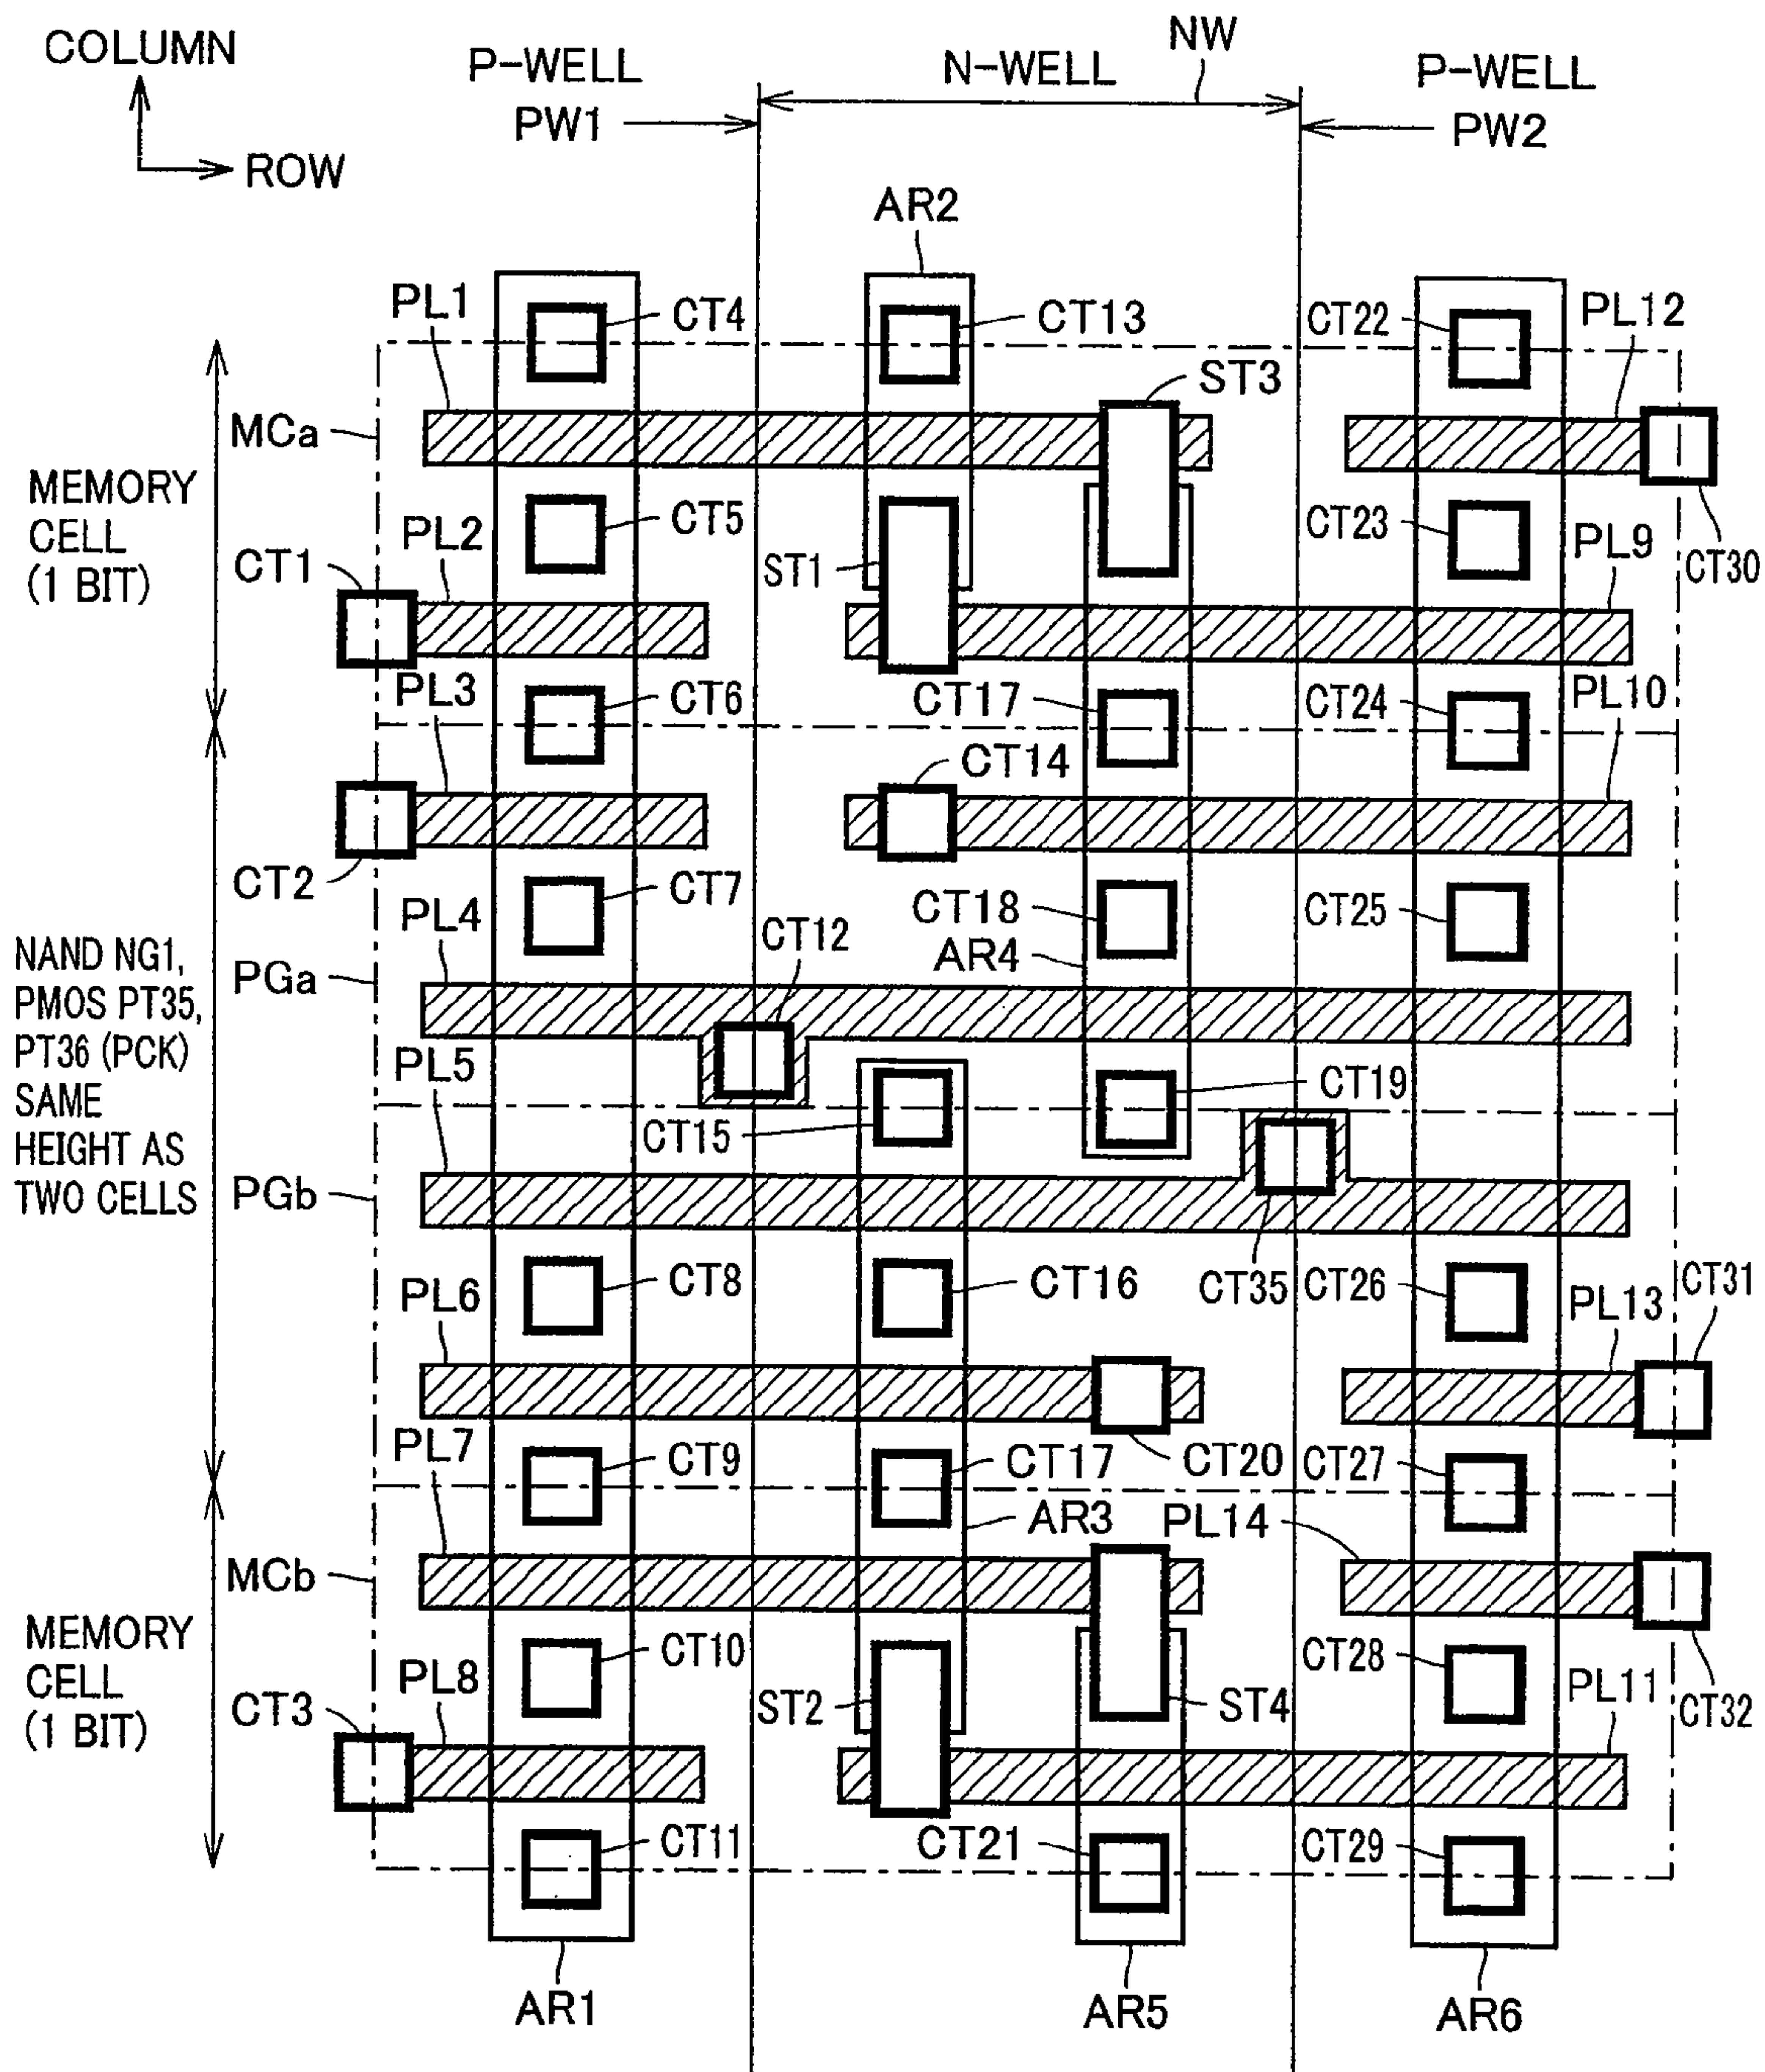 COLUMN
ROW
P-WELL
PW1
N-WELL
NW
P-WELL
PW2
AR2
PL1
CT4
CT13
CT22
PL12
ST3
MCa
MEMORY
CELL
(1 BIT)
CT5
CT23
PL2
PL9
CT1
ST1
CT30
PL3
CT6
CT17
CT24
PL10
CT14
CT2
CT7
CT18
CT25
PL4
CT12
AR4
NAND NG1,
PMOS PT35,
PT36 (PCK)
SAME
HEIGHT AS
TWO CELLS
PGa
PL5
CT19
CT15
PGb
CT8
CT16
CT35
CT26
CT31
PL6
PL13
PL7
CT9
CT17
CT20
CT27
AR3
PL14
MCb
MEMORY
CELL
(1 BIT)
CT10
CT28
PL8
PL11
CT3
ST2
ST4
CT32
CT11
CT21
CT29
AR1
AR5
AR6